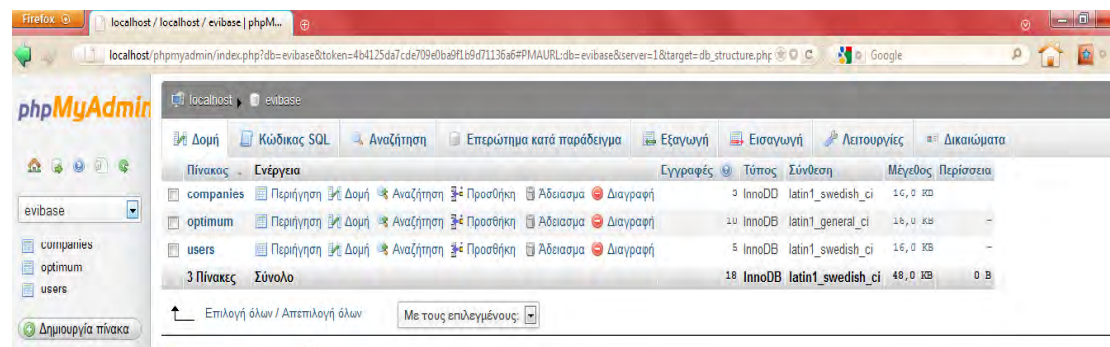 Firefox
localhost / localhost / evibase | phpM...
localhost/phpmyadmin/index.php?db=evibase&token=4b4125da7cde709e0ba9f1b9d71136a6#PMAURL:db=evibase&server=1&target=db_structure.php
Google
phpMyAdmin
localhost
evibase
Δομή Κώδικας SQL Αναζήτηση Επερώτημα κατά παράδειγμα Εξαγωγή Εισαγωγή Λειτουργίες Δικαιώματα
evibase
companies
optimum
users
Δημιουργία πίνακα
Πίνακας Ενέργεια Εγγραφές Τύπος Σύνθεση Μέγεθος Περίσσεια
companies Περιήγηση Δομή Αναζήτηση Προσθήκη Άδειασμα Διαγραφή 3 InnoDB latin1_swedish_ci 16,0 KB
optimum Περιήγηση Δομή Αναζήτηση Προσθήκη Άδειασμα Διαγραφή 10 InnoDB latin1_general_ci 16,0 KB -
users Περιήγηση Δομή Αναζήτηση Προσθήκη Άδειασμα Διαγραφή 5 InnoDB latin1_swedish_ci 16,0 KB -
3 Πίνακες Σύνολο 18 InnoDB latin1_swedish_ci 48,0 KB 0 B
Επιλογή όλων / Απεπιλογή όλων
Με τους επιλεγμένους: